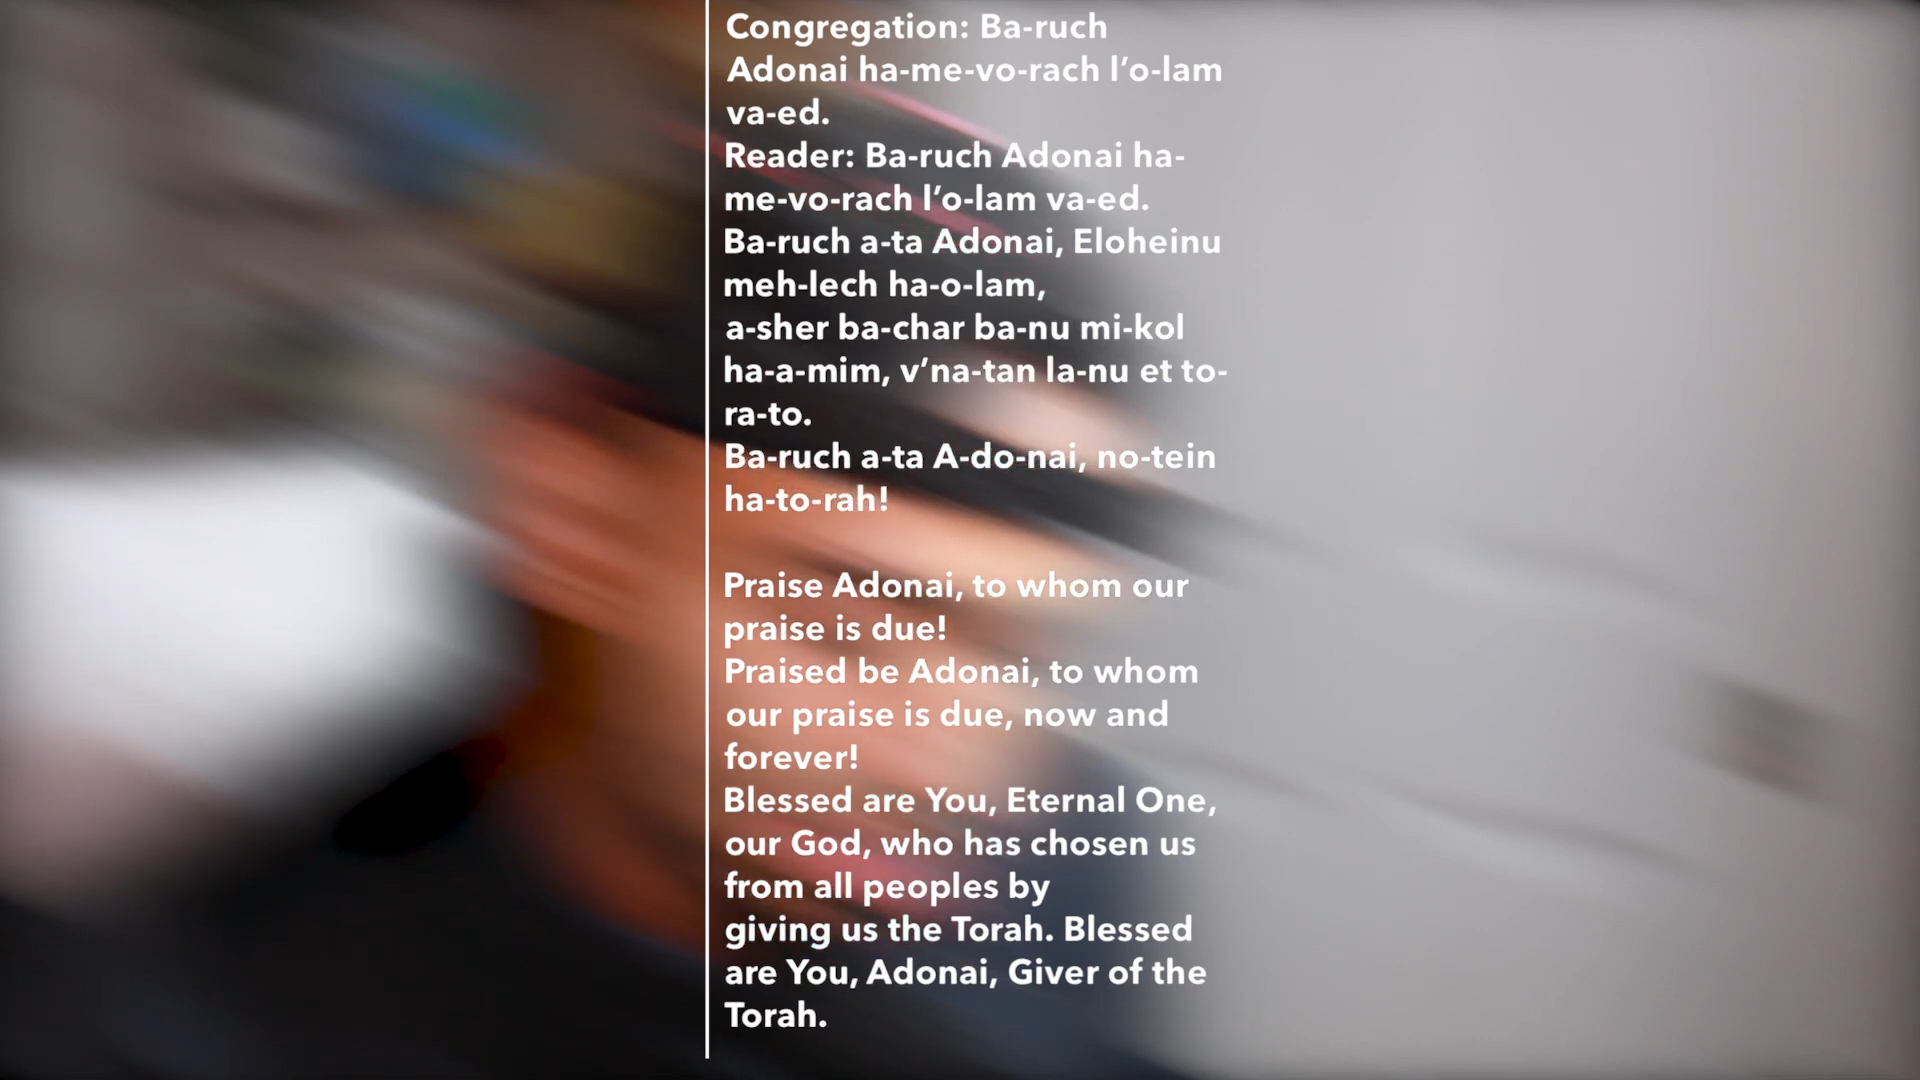 Congregation: Ba-ruch
Adonai ha-me-vo-rach l’o-lam
va-ed.
Reader: Ba-ruch Adonai ha-
me-vo-rach l’o-lam va-ed.
Ba-ruch a-ta Adonai, Eloheinu
meh-lech ha-o-lam,
a-sher ba-char ba-nu mi-kol
ha-a-mim, v’na-tan la-nu et to-
ra-to.
Ba-ruch a-ta A-do-nai, no-tein
ha-to-rah!
Praise Adonai, to whom our
praise is due!
Praised be Adonai, to whom
our praise is due, now and
forever!
Blessed are You, Eternal One,
our God, who has chosen us
from all peoples by
giving us the Torah. Blessed
are You, Adonai, Giver of the
Torah.